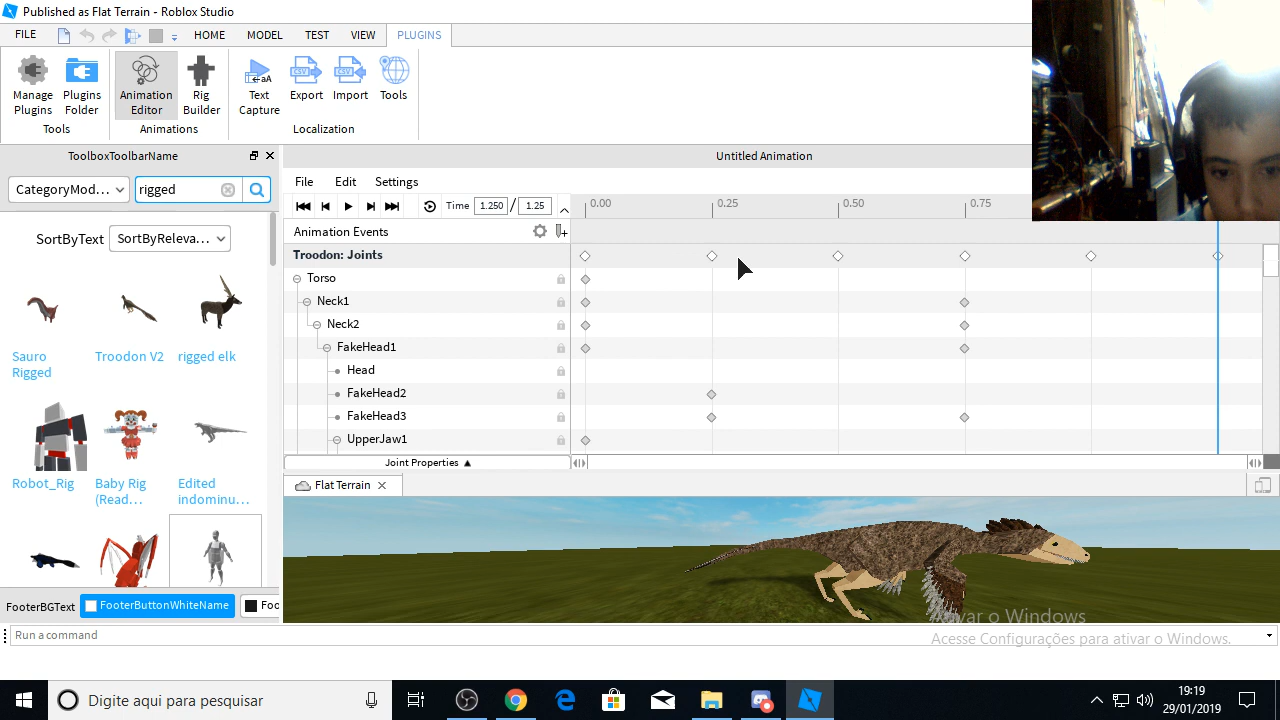 Published as Flat Terrain - Roblox Studio
FILE HOME MODEL TEST VIEW PLUGINS
Manage Plugins
Plugins Folder
Animation Editor
Rig Builder
Text Capture
Export
Import
Tools
Tools Animations Localization
CSV CSV
ToolboxToolbarName
CategoryMod...
rigged
SortByText SortByReleva...
Sauro Rigged
Troodon V2
rigged elk
Robot_Rig
Baby Rig (Read...
Edited indominu...
FooterBGText FooterButtonWhiteName Foo
Untitled Animation
File Edit Settings
Time 1.250 / 1.25
0.00 0.25 0.50 0.75
Animation Events
Troodon: Joints
Torso
Neck1
Neck2
FakeHead1
Head
FakeHead2
FakeHead3
UpperJaw1
Joint Properties ▲
Flat Terrain
Ativar o Windows
Acesse Configurações para ativar o Windows.
Run a command
Digite aqui para pesquisar
19:19
29/01/2019